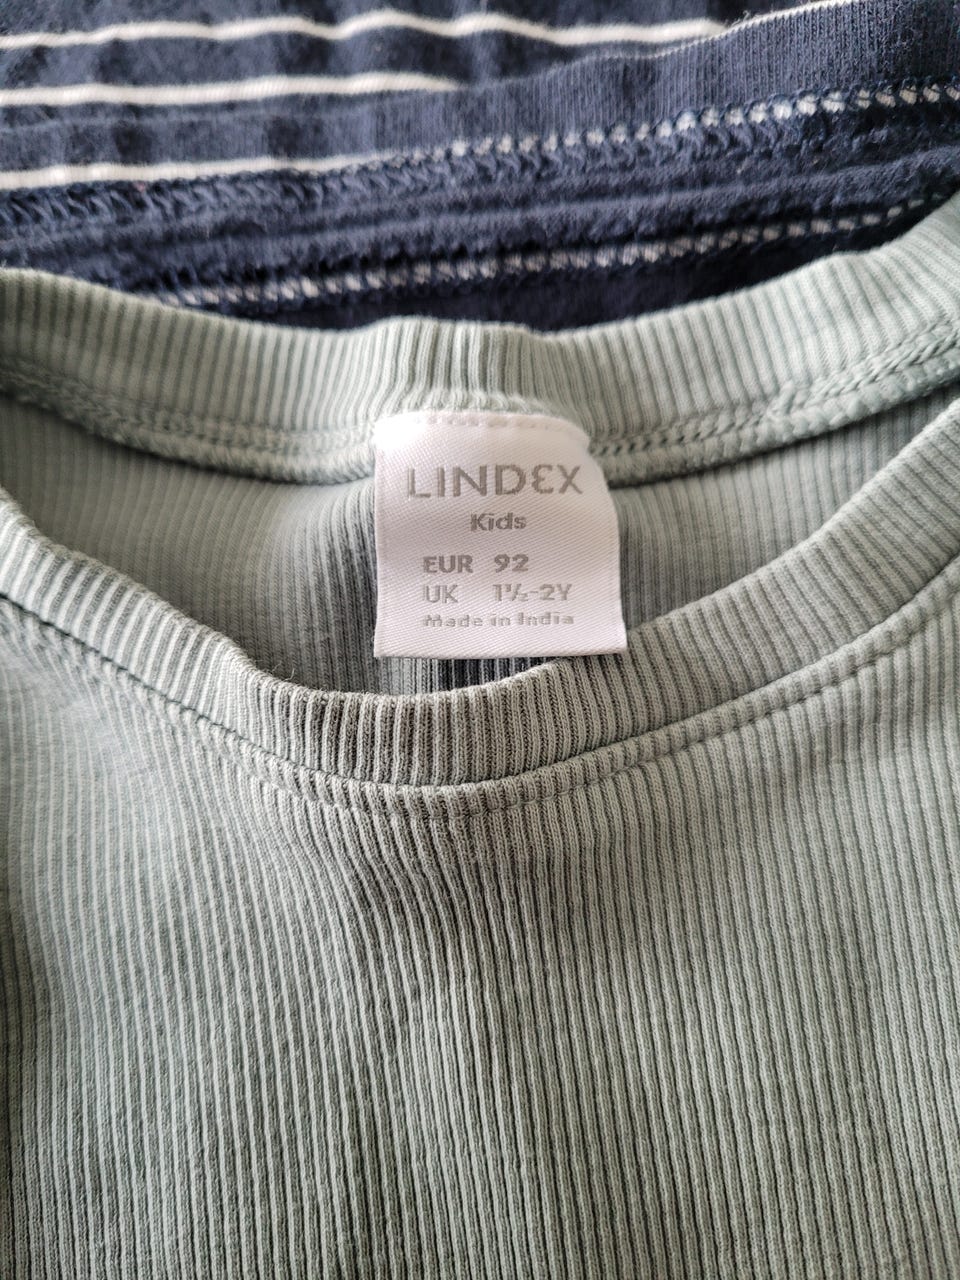 LINDEX
Kids
EUR 92
UK 1½-2Y
Made in India